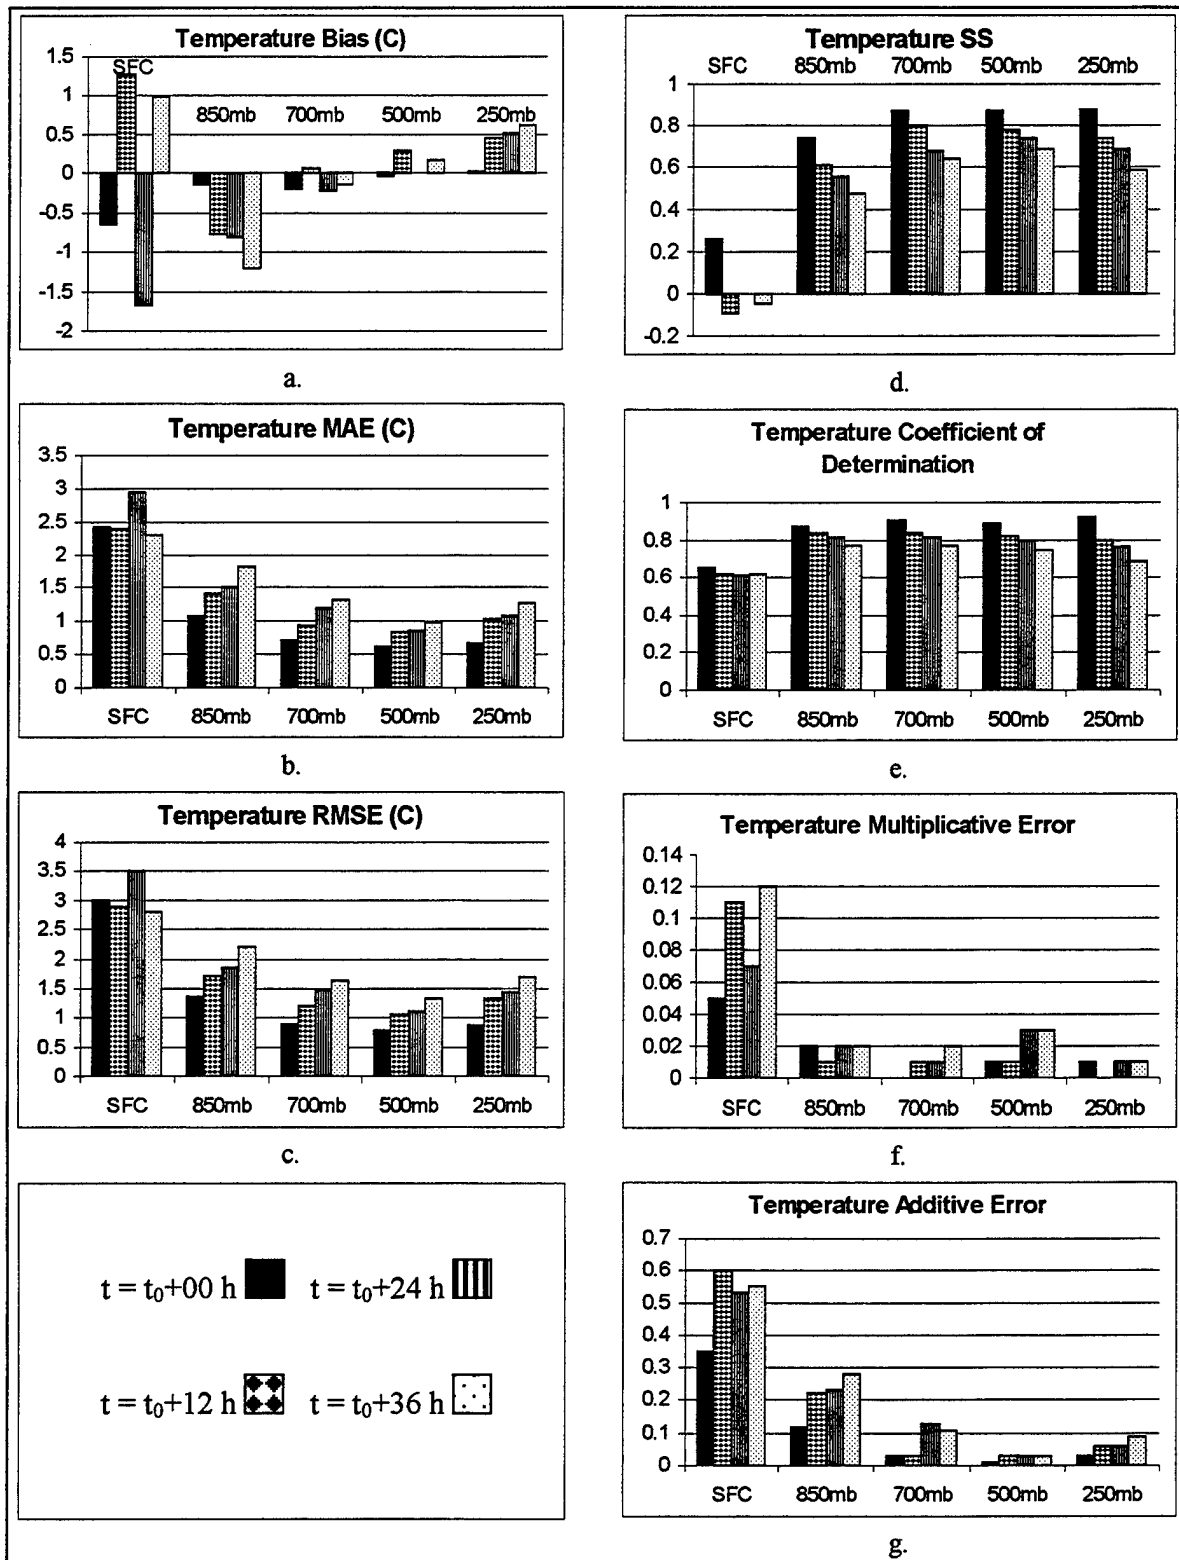 Temperature Bias (C)
1.5
1
0.5
0
-0.5
-1
-1.5
-2
SFC
850mb
700mb
500mb
250mb
a.
Temperature MAE (C)
3.5
3
2.5
2
1.5
1
0.5
0
SFC
850mb
700mb
500mb
250mb
b.
Temperature RMSE (C)
4
3.5
3
2.5
2
1.5
1
0.5
0
SFC
850mb
700mb
500mb
250mb
c.
t = t0+00 h
t = t0+24 h
t = t0+12 h
t = t0+36 h
Temperature SS
SFC
850mb
700mb
500mb
250mb
1
0.8
0.6
0.4
0.2
0
-0.2
d.
Temperature Coefficient of
Determination
1
0.8
0.6
0.4
0.2
0
SFC
850mb
700mb
500mb
250mb
e.
Temperature Multiplicative Error
0.14
0.12
0.1
0.08
0.06
0.04
0.02
0
SFC
850mb
700mb
500mb
250mb
f.
Temperature Additive Error
0.7
0.6
0.5
0.4
0.3
0.2
0.1
0
SFC
850mb
700mb
500mb
250mb
g.